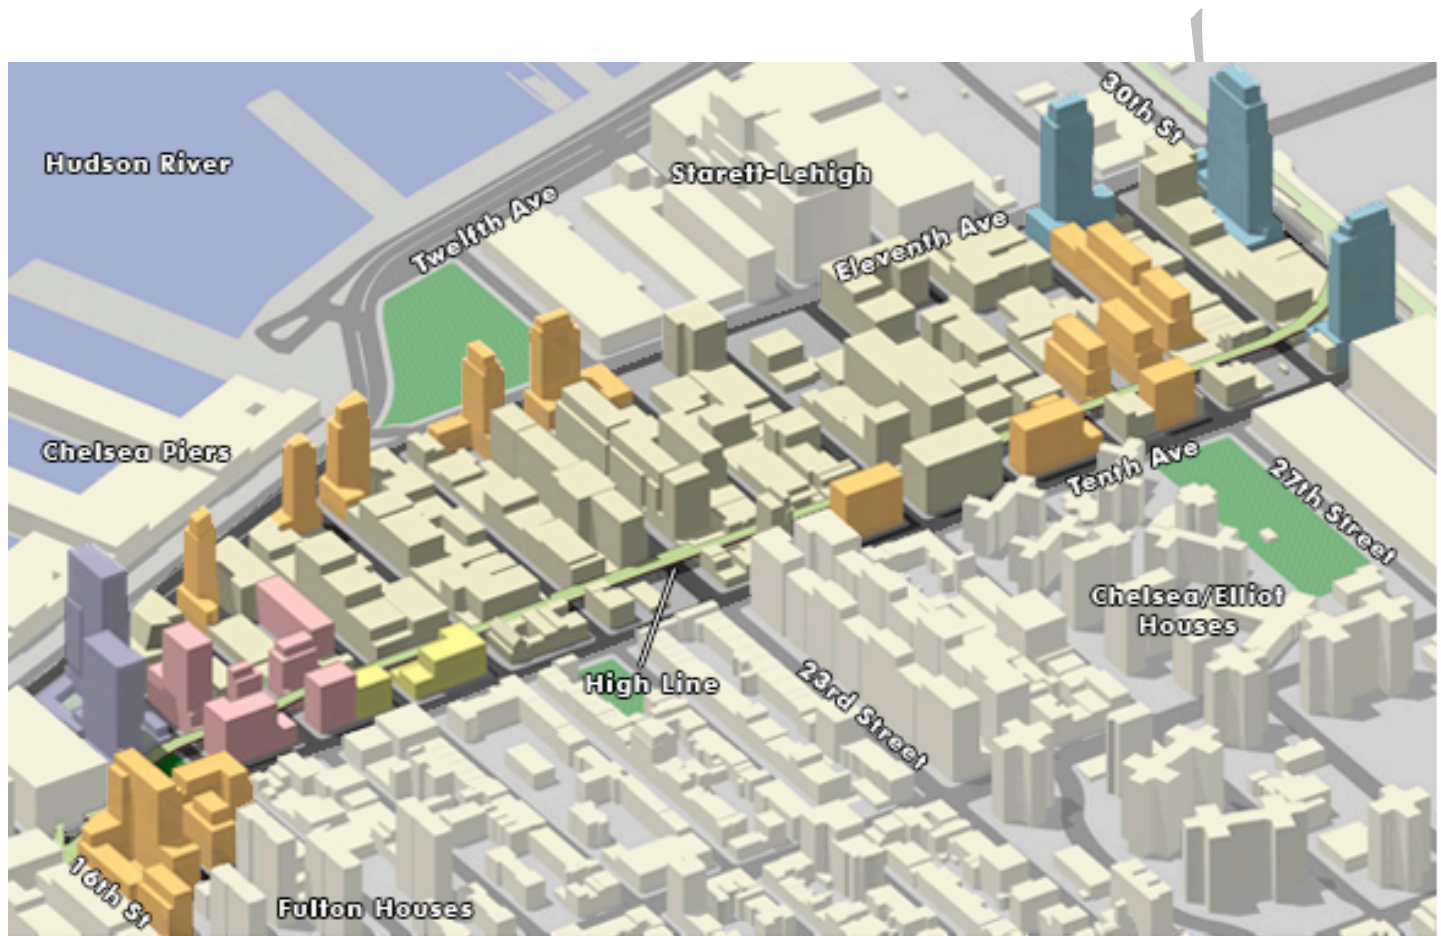 30th St
Hudson River
Starett-Lehigh
Twelfth Ave
Eleventh Ave
Chelsea Piers
Tenth Ave
27th Street
Chelsea/Elliot
Houses
High Line
23rd Street
16th St
Fulton Houses